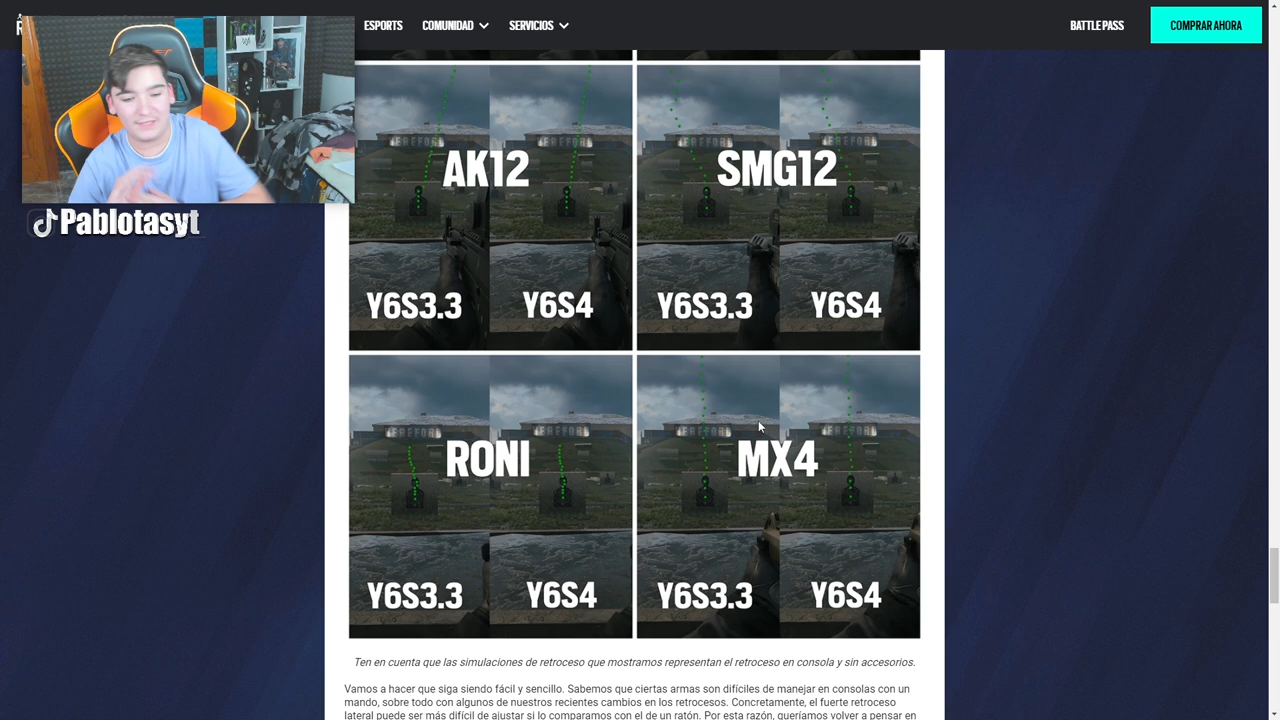 R
ESPORTS COMUNIDAD SERVICIOS BATTLE PASS COMPRAR AHORA
Pablotasyt
AK12 SMG12
Y6S3.3 Y6S4 Y6S3.3 Y6S4
RONI MX4
Y6S3.3 Y6S4 Y6S3.3 Y6S4
Ten en cuenta que las simulaciones de retroceso que mostramos representan el retroceso en consola y sin accesorios.
Vamos a hacer que siga siendo fácil y sencillo. Sabemos que ciertas armas son difíciles de manejar en consolas con un
mando, sobre todo con algunos de nuestros recientes cambios en los retrocesos. Concretamente, el fuerte retroceso
lateral puede ser más difícil de ajustar si lo comparamos con el de un ratón. Por esta razón, queríamos volver a pensar en